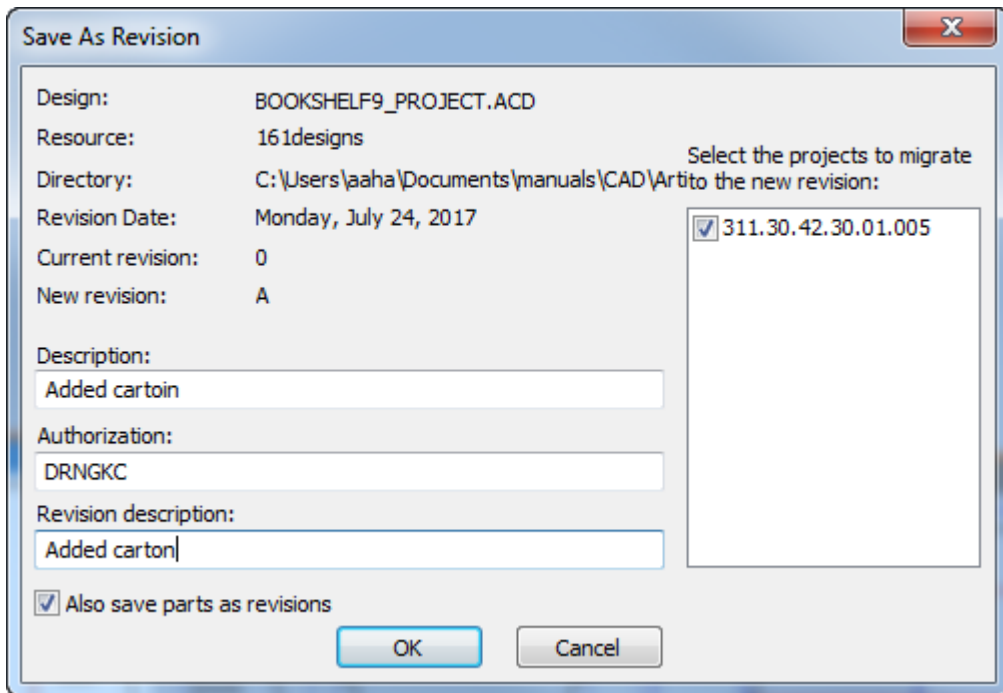 Save As Revision
Design: BOOKSHELF9_PROJECT.ACD
Resource: 161designs
Directory: C:\Users\aaha\Documents\manuals\CAD\Arti
Revision Date: Monday, July 24, 2017
Current revision: 0
New revision: A
Description:
Added cartoin
Authorization:
DRNGKC
Revision description:
Added carton
Also save parts as revisions
Select the projects to migrate
to the new revision:
311.30.42.30.01.005
OK
Cancel